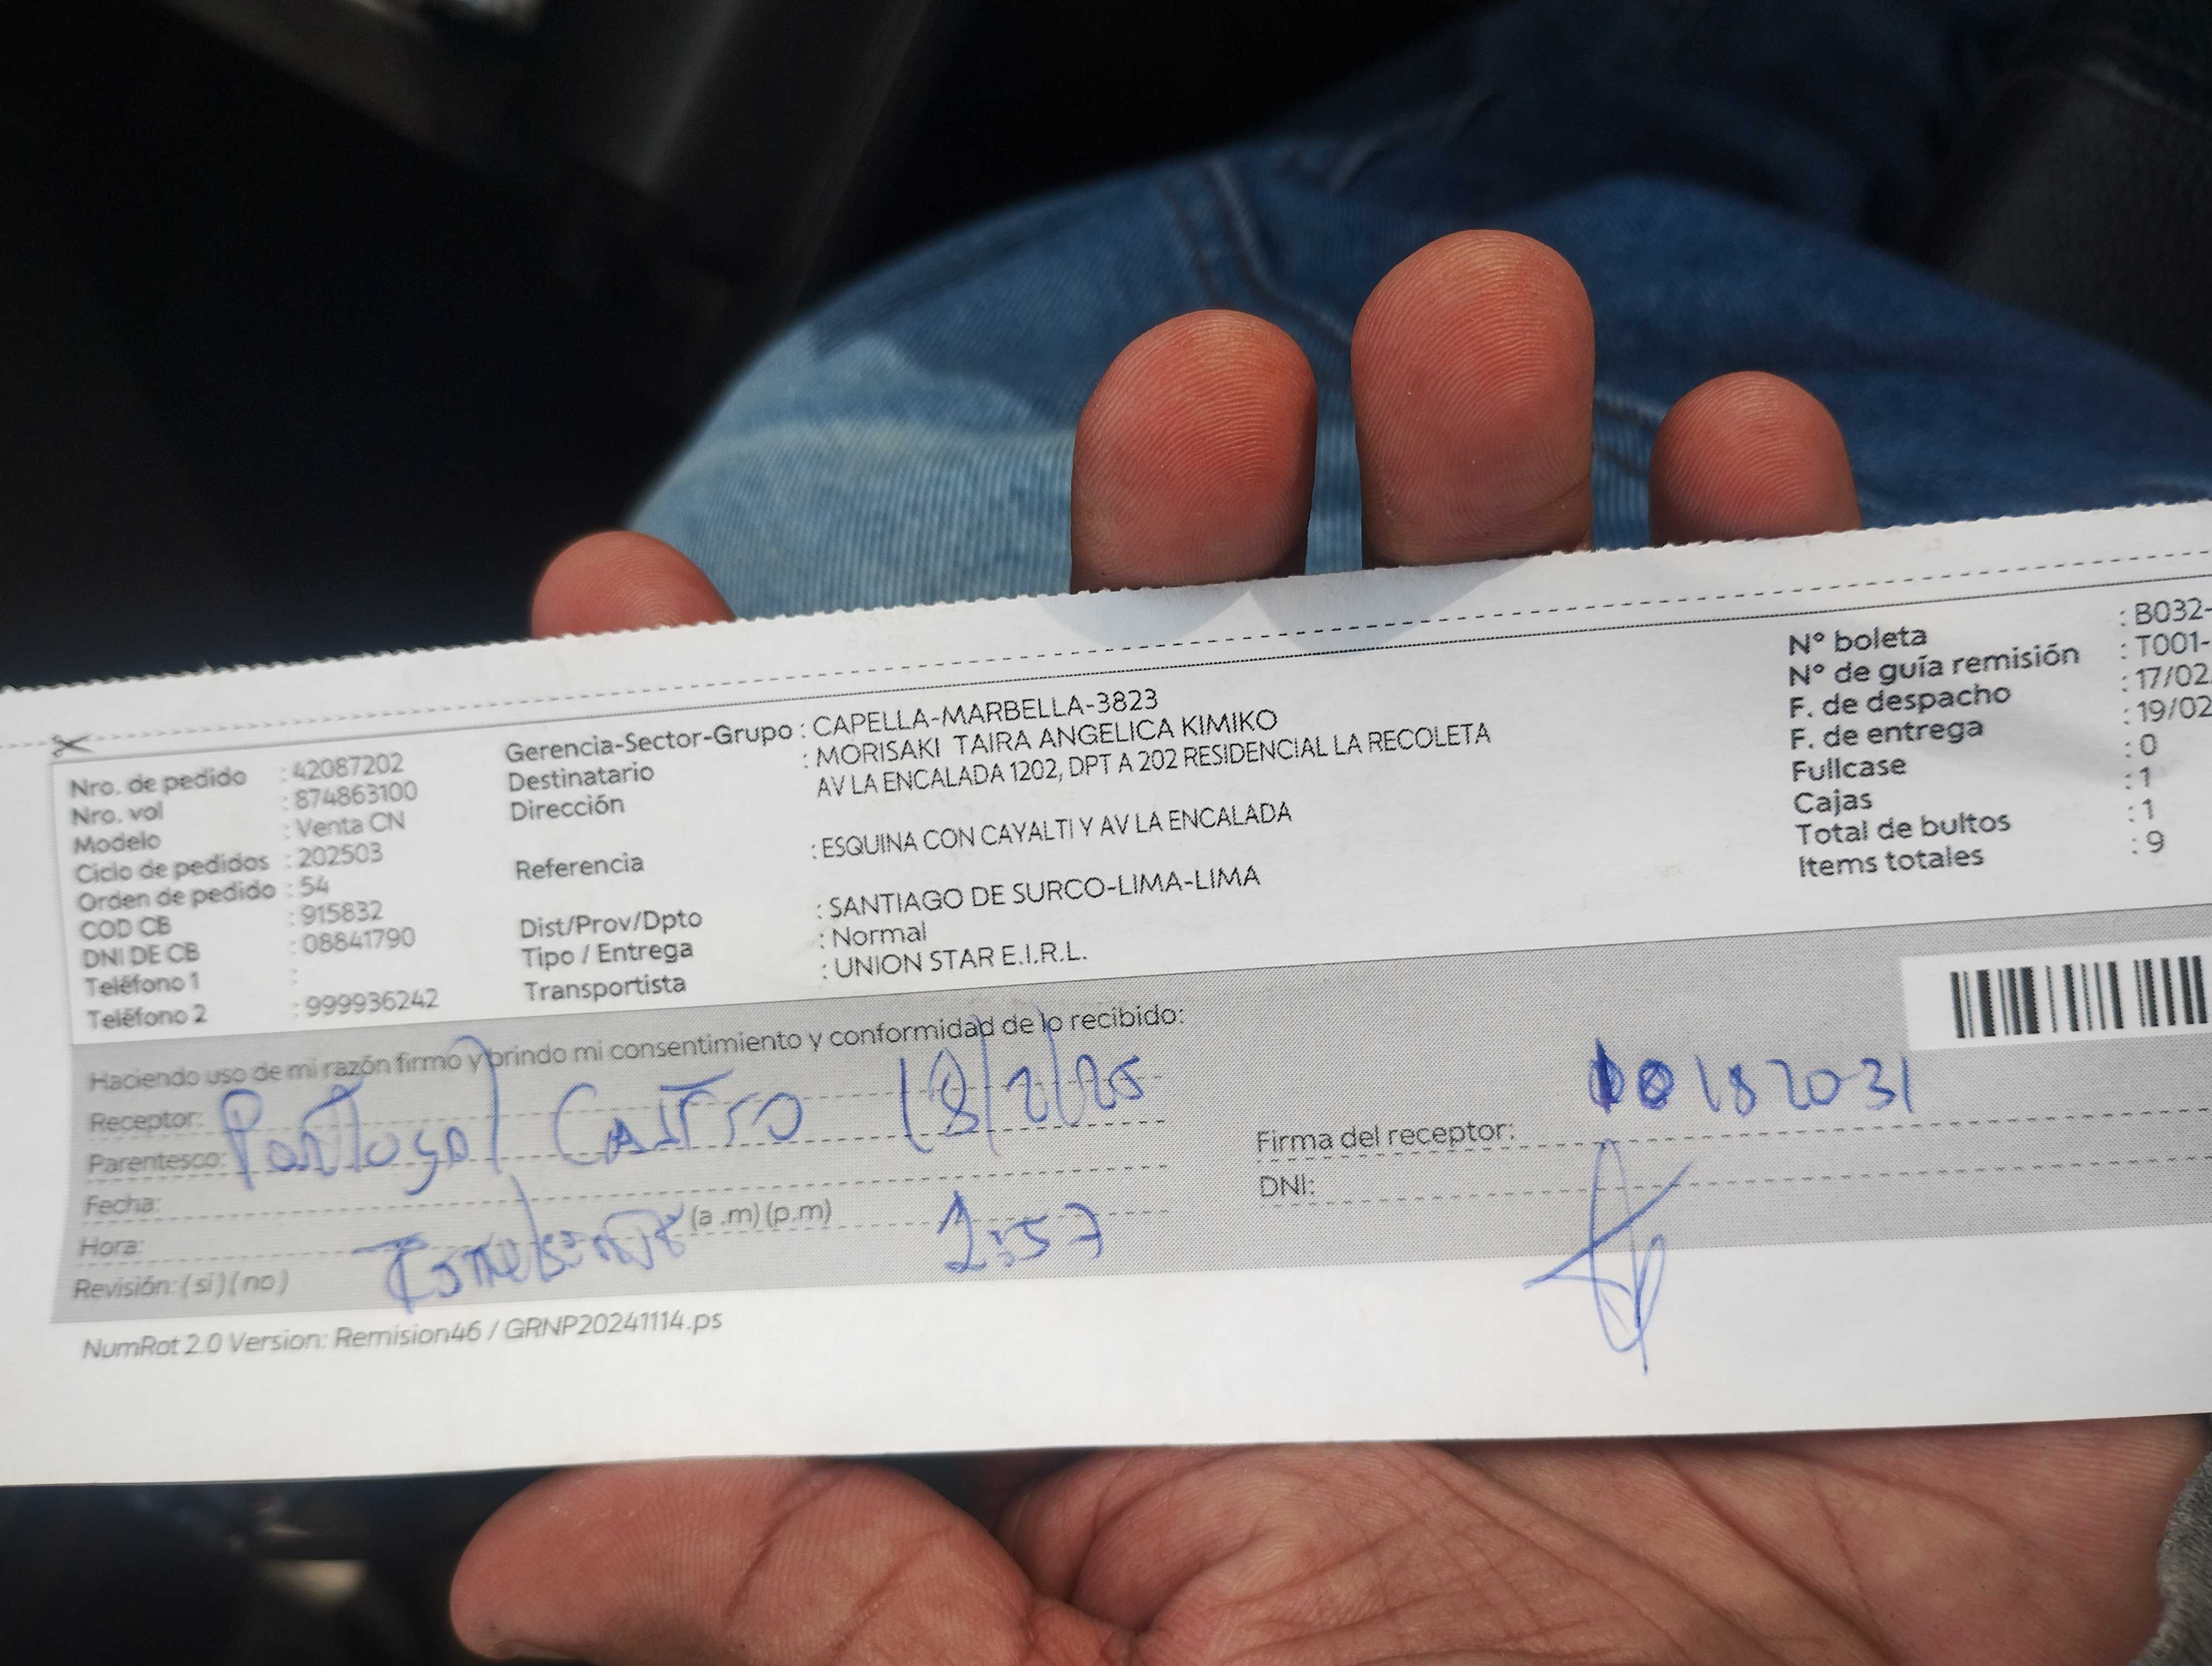 Nro. de pedido : 42087202
Nro. vol : 874863100
Modelo : Venta CN
Ciclo de pedidos : 202503
Orden de pedido : 54
COD CB : 915832
DNI DE CB : 08841790
Teléfono 1 :
Teléfono 2 : 999936242
Gerencia-Sector-Grupo : CAPELLA-MARBELLA-3823
Destinatario : MORISAKI TAIRA ANGELICA KIMIKO
Dirección AV LA ENCALADA 1202, DPT A 202 RESIDENCIAL LA RECOLETA
Referencia : ESQUINA CON CAYALTI Y AV LA ENCALADA
Dist/Prov/Dpto : SANTIAGO DE SURCO-LIMA-LIMA
Tipo / Entrega : Normal
Transportista : UNION STAR E.I.R.L.
N° boleta : B032-
N° de guía remisión : T001-
F. de despacho : 17/02
F. de entrega : 19/02
Fullcase : 0
Cajas : 1
Total de bultos : 1
Items totales : 9
Haciendo uso de mi razón firmo y brindo mi consentimiento y conformidad de lo recibido:
Receptor:
Parentesco: Portugal Castro 18/2/25
Fecha:
Hora: (a .m) (p.m) 2:57
Revisión: ( si ) ( no )
10182031
Firma del receptor:
DNI:
NumRot 2.0 Version: Remision46 / GRNP20241114.ps